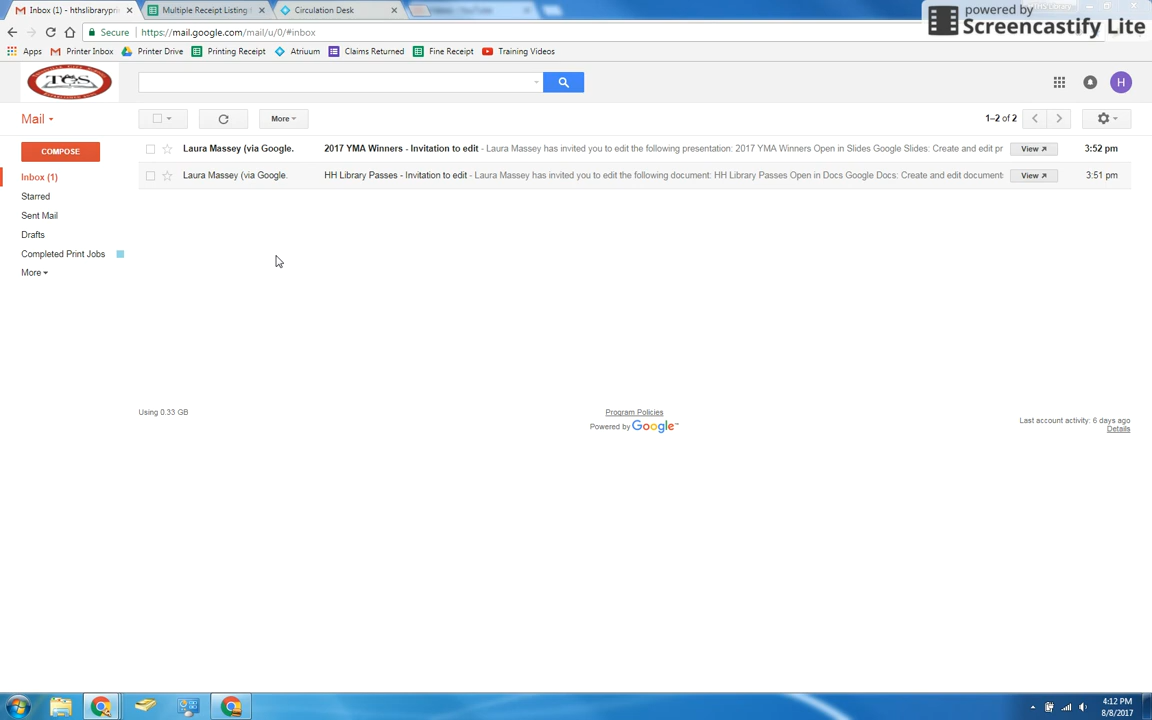 Inbox (1) - hthslibrarypri
Multiple Receipt Listing
Circulation Desk
powered by
Screencastify Lite
Secure
https://mail.google.com/mail/u/0/#inbox
Apps
Printer Inbox
Printer Drive
Printing Receipt
Atriuum
Claims Returned
Fine Receipt
Training Videos
TCS
H
Mail
More
1–2 of 2
COMPOSE
Laura Massey (via Google.
2017 YMA Winners - Invitation to edit - Laura Massey has invited you to edit the following presentation: 2017 YMA Winners Open in Slides Google Slides: Create and edit pr
View
3:52 pm
Inbox (1)
Laura Massey (via Google.
HH Library Passes - Invitation to edit - Laura Massey has invited you to edit the following document: HH Library Passes Open in Docs Google Docs: Create and edit document:
View
3:51 pm
Starred
Sent Mail
Drafts
Completed Print Jobs
More
Using 0.33 GB
Program Policies
Powered by Google™
Last account activity: 6 days ago
Details
4:12 PM
8/8/2017